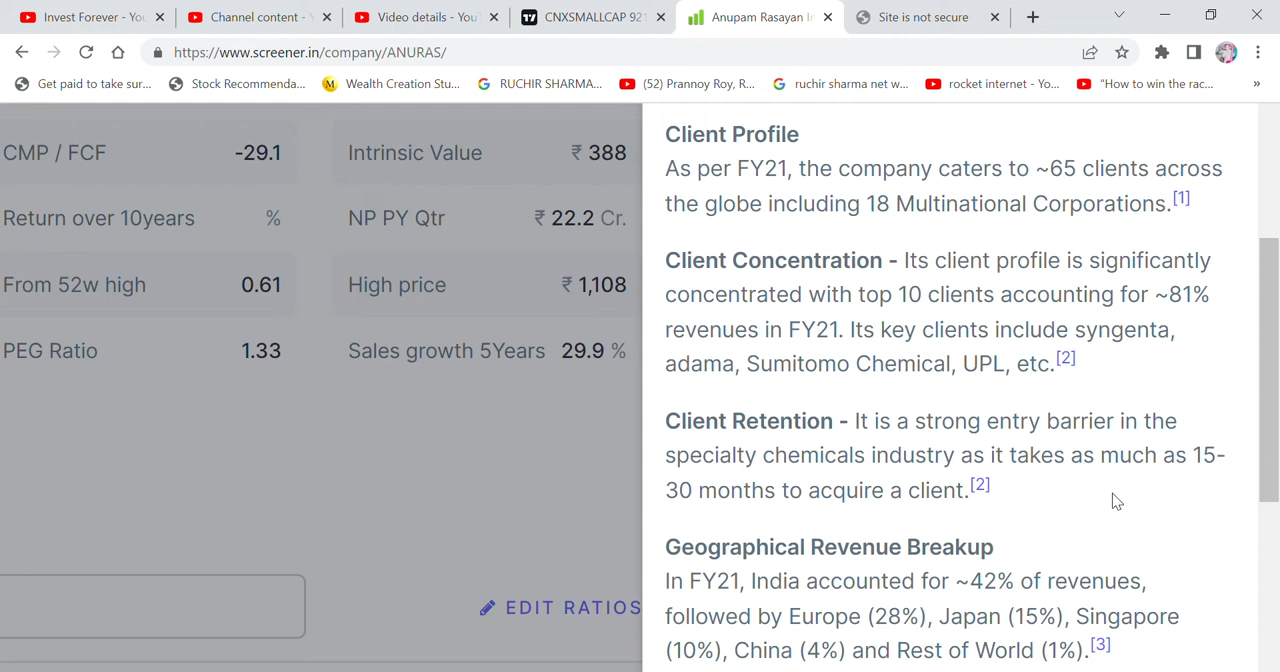 Invest Forever - You
Channel content - Y
Video details - YouT
CNXSMALLCAP 921
Anupam Rasayan In
Site is not secure
https://www.screener.in/company/ANURAS/
Get paid to take sur...
Stock Recommenda...
Wealth Creation Stu...
RUCHIR SHARMA...
(52) Prannoy Roy, R...
ruchir sharma net w...
rocket internet - Yo...
"How to win the rac...
»
CMP / FCF -29.1
Intrinsic Value ₹ 388
Return over 10years %
NP PY Qtr ₹ 22.2 Cr.
From 52w high 0.61
High price ₹ 1,108
PEG Ratio 1.33
Sales growth 5Years 29.9 %
EDIT RATIOS
Client Profile
As per FY21, the company caters to ~65 clients across
the globe including 18 Multinational Corporations.[1]
Client Concentration - Its client profile is significantly
concentrated with top 10 clients accounting for ~81%
revenues in FY21. Its key clients include syngenta,
adama, Sumitomo Chemical, UPL, etc.[2]
Client Retention - It is a strong entry barrier in the
specialty chemicals industry as it takes as much as 15-
30 months to acquire a client.[2]
Geographical Revenue Breakup
In FY21, India accounted for ~42% of revenues,
followed by Europe (28%), Japan (15%), Singapore
(10%), China (4%) and Rest of World (1%).[3]